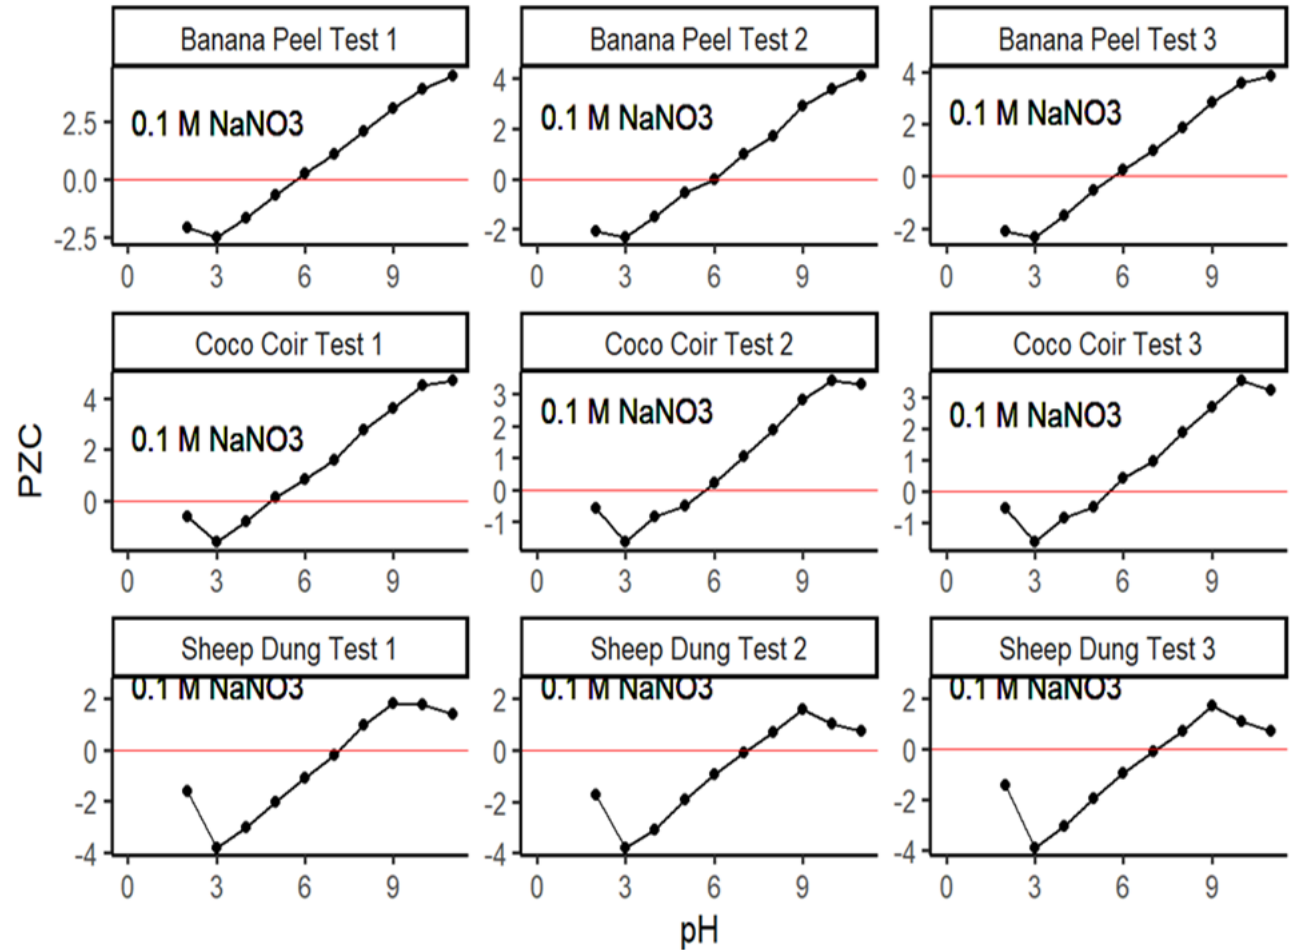 Banana Peel Test 1
Banana Peel Test 2
Banana Peel Test 3
0.1 M NaNO3
0.1 M NaNO3
0.1 M NaNO3
2.5
0.0
-2.5
4
2
0
-2
4
2
0
-2
0 3 6 9
0 3 6 9
0 3 6 9
Coco Coir Test 1
Coco Coir Test 2
Coco Coir Test 3
0.1 M NaNO3
0.1 M NaNO3
0.1 M NaNO3
PZC
4
2
0
3
2
1
0
-1
3
2
1
0
-1
0 3 6 9
0 3 6 9
0 3 6 9
Sheep Dung Test 1
Sheep Dung Test 2
Sheep Dung Test 3
0.1 M NaNO3
0.1 M NaNO3
0.1 M NaNO3
2
0
-2
-4
2
0
-2
-4
2
0
-2
-4
0 3 6 9
0 3 6 9
0 3 6 9
pH